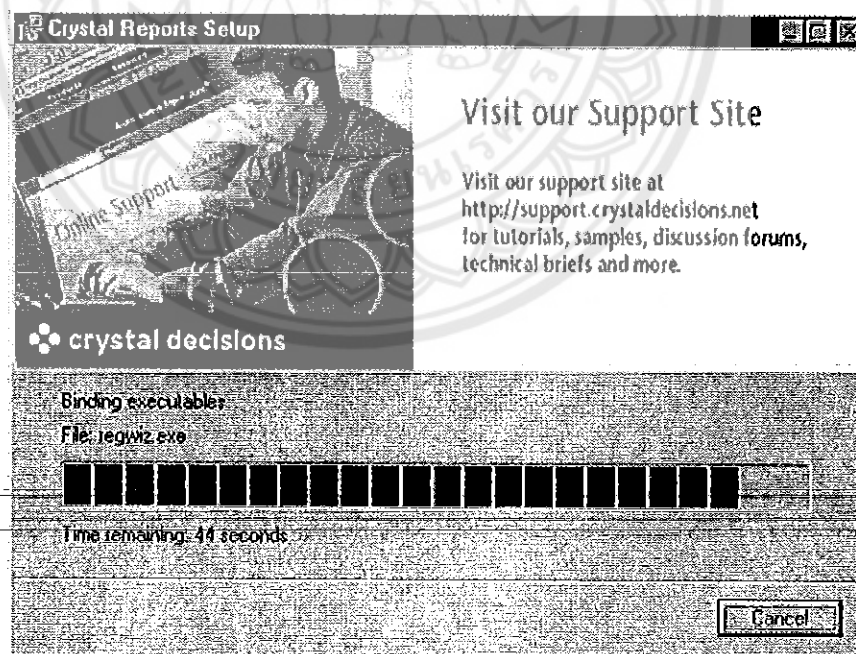 Crystal Reports Setup
Online Support
crystal decisions
Visit our Support Site
Visit our support site at
http://support.crystaldecisions.net
for tutorials, samples, discussion forums,
technical briefs and more.
Binding executables
File: regwiz.exe
Time remaining: 44 seconds
Cancel